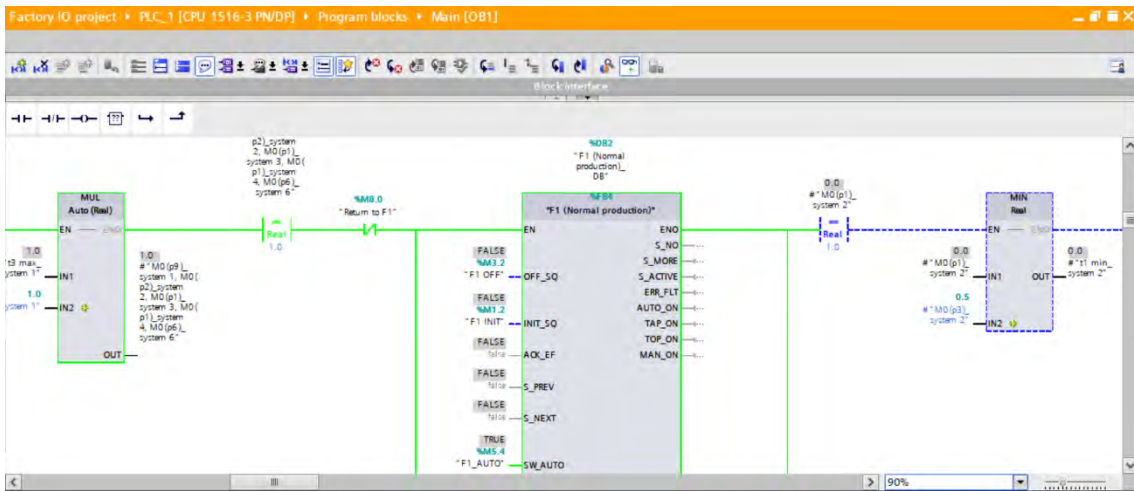 Factory IO project ▸ PLC_1 [CPU 1516-3 PN/DP] ▸ Program blocks ▸ Main [OB1]
Block interface
??
MUL
Auto (Real)
EN
ENO
1.0
"t3 max_
system 1"
IN1
1.0
system 1"
IN2
OUT
1.0
#"M0(p9)_
system 1, M0(
p2)_system
2, M0(p1)_
system 3, M0(
p1)_system
4, M0(p6)_
system 6"
p2)_system
2, M0(p1)_
system 3, M0(
p1)_system
4, M0(p6)_
system 6"
==
Real
1.0
%M8.0
"Return to F1"
%DB2
"F1 (Normal
production)_
DB"
%FB4
"F1 (Normal production)"
EN
ENO
S_NO
S_MORE
S_ACTIVE
ERR_FLT
AUTO_ON
TAP_ON
TOP_ON
MAN_ON
FALSE
%M3.2
"F1 OFF"
OFF_SQ
FALSE
%M1.2
"F1 INIT"
INIT_SQ
FALSE
false
ACK_EF
FALSE
false
S_PREV
FALSE
false
S_NEXT
TRUE
%M5.4
"F1_AUTO"
SW_AUTO
0.0
#"M0(p1)_
system 2"
==
Real
1.0
MIN
Real
EN
ENO
0.0
#"M0(p1)_
system 2"
IN1
0.5
#"M0(p3)_
system 2"
IN2
OUT
0.0
#"t1 min_
system 2"
90%